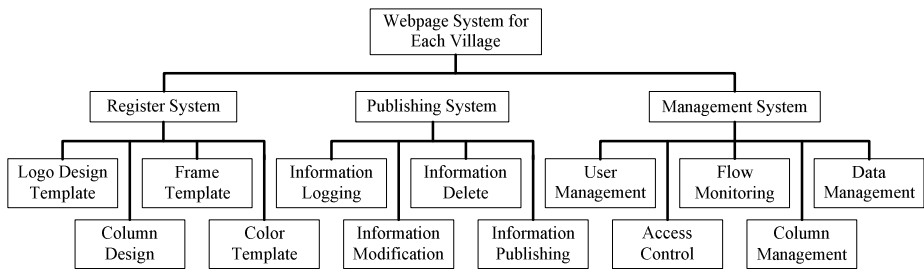 Webpage System for
Each Village
Register System
Publishing System
Management System
Logo Design
Template
Frame
Template
Information
Logging
Information
Delete
User
Management
Flow
Monitoring
Data
Management
Column
Design
Color
Template
Information
Modification
Information
Publishing
Access
Control
Column
Management